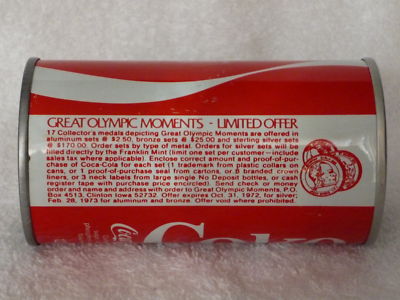 GREAT OLYMPIC MOMENTS - LIMITED OFFER
17 Collector's medals depicting Great Olympic Moments are offered in
aluminum sets @ $2.50, bronze sets @ $25.00 and sterling silver sets
@ $170.00. Order sets by type of metal. Orders for silver sets will be
filled directly by the Franklin Mint (limit one set per customer—include
sales tax where applicable). Enclose correct amount and proof-of-pur-
chase of Coca-Cola for each set (1 trademark from plastic collars on
cans, or 1 proof-of-purchase seal from cartons, or 8 branded crown
liners, or 3 neck labels from large single No Deposit bottles, or cash
register tape with purchase price encircled). Send check or money
order and name and address with order to Great Olympic Moments, P.O.
Box 4513, Clinton Iowa 52732. Offer expires Oct. 31, 1972 for silver;
Feb. 28, 1973 for aluminum and bronze. Offer void where prohibited.
Coke